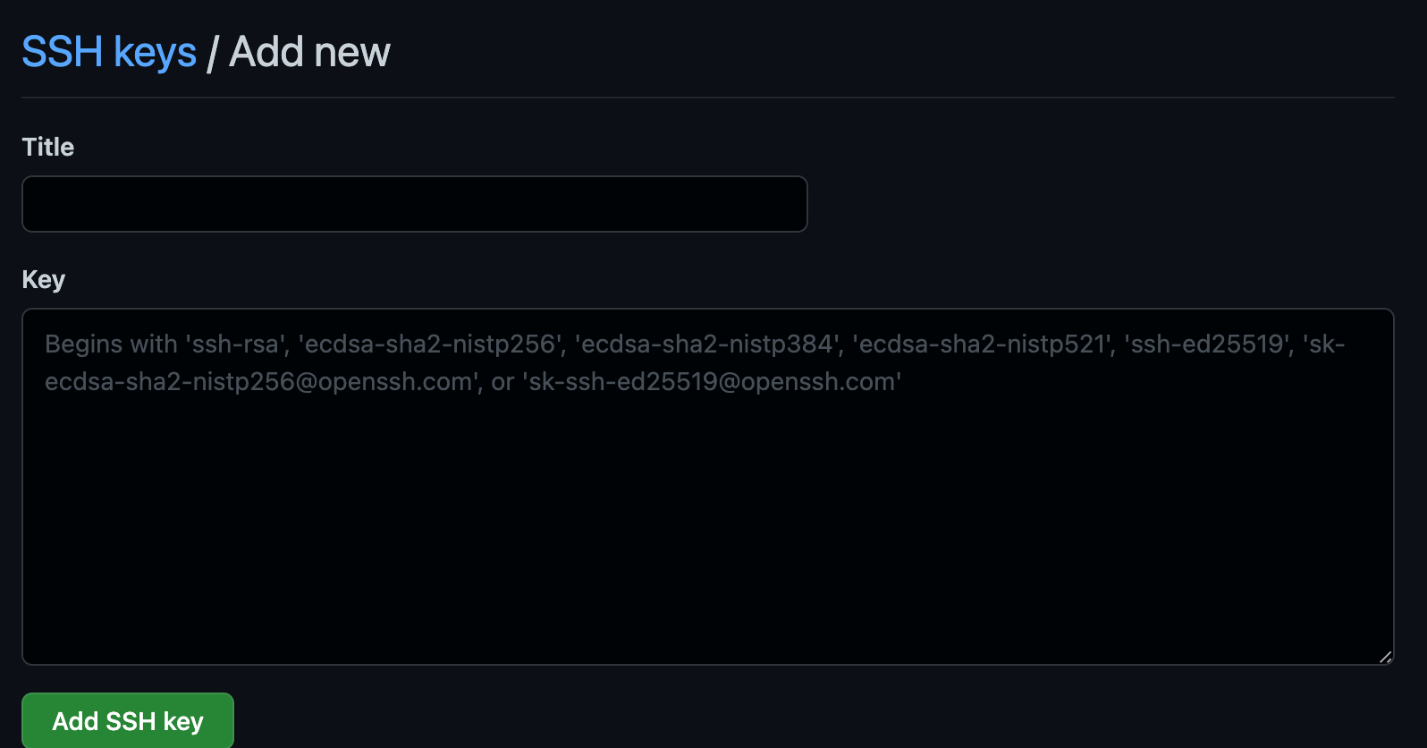 SSH keys / Add new
Title
Key
Begins with 'ssh-rsa', 'ecdsa-sha2-nistp256', 'ecdsa-sha2-nistp384', 'ecdsa-sha2-nistp521', 'ssh-ed25519', 'sk-
ecdsa-sha2-nistp256@openssh.com', or 'sk-ssh-ed25519@openssh.com'
Add SSH key